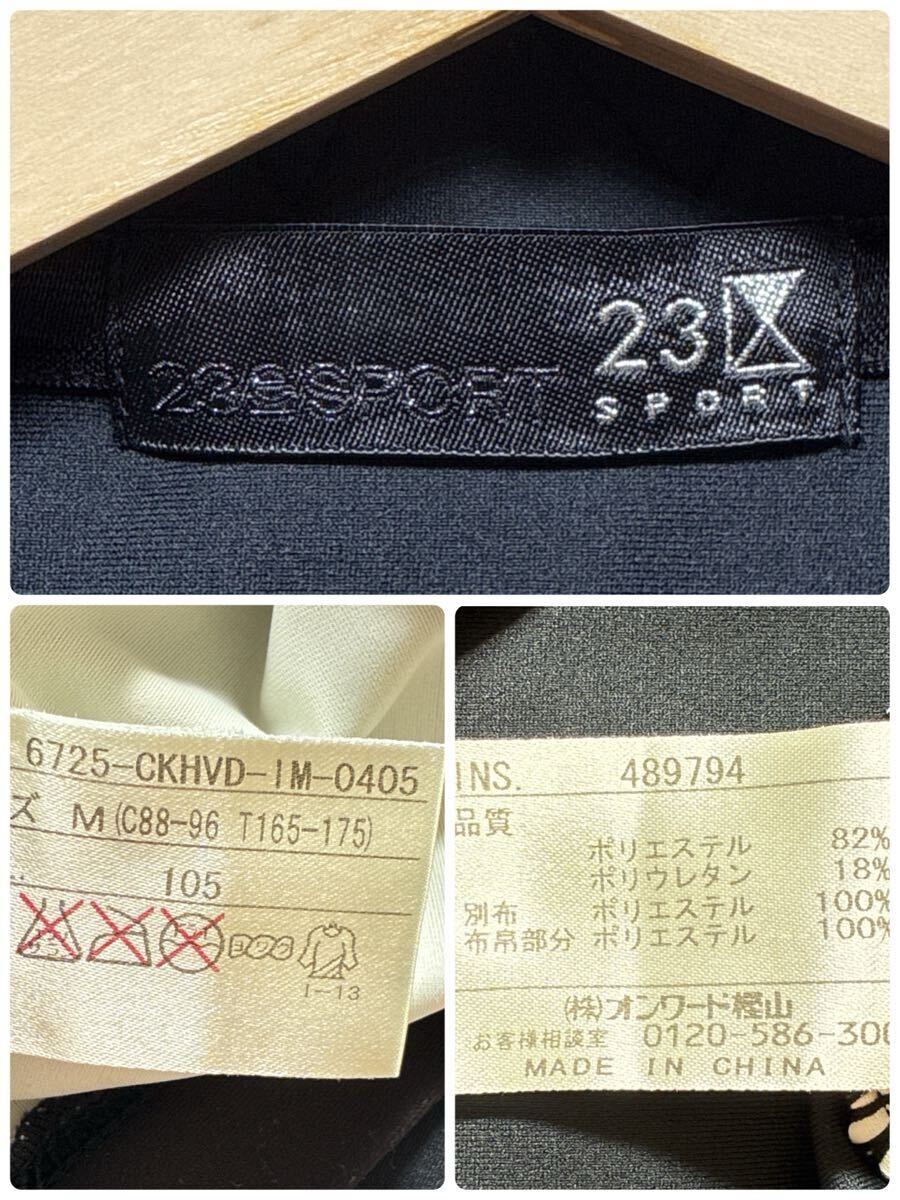 23区SPORT
23区
SPORT
6725-CKHVD-IM-0405
ズ M(C88-96 T165-175)
105
1-13
INS. 489794
品質
ポリエステル 82%
ポリウレタン 18%
別布 ポリエステル 100%
布帛部分 ポリエステル 100%
(株)オンワード樫山
お客様相談室 0120-586-300
MADE IN CHINA